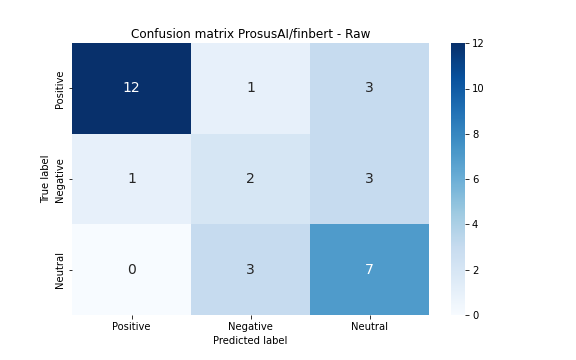 Confusion matrix ProsusAI/finbert - Raw
True label
Positive
12
1
3
Negative
1
2
3
Neutral
0
3
7
Positive
Negative
Neutral
Predicted label
12
10
8
6
4
2
0